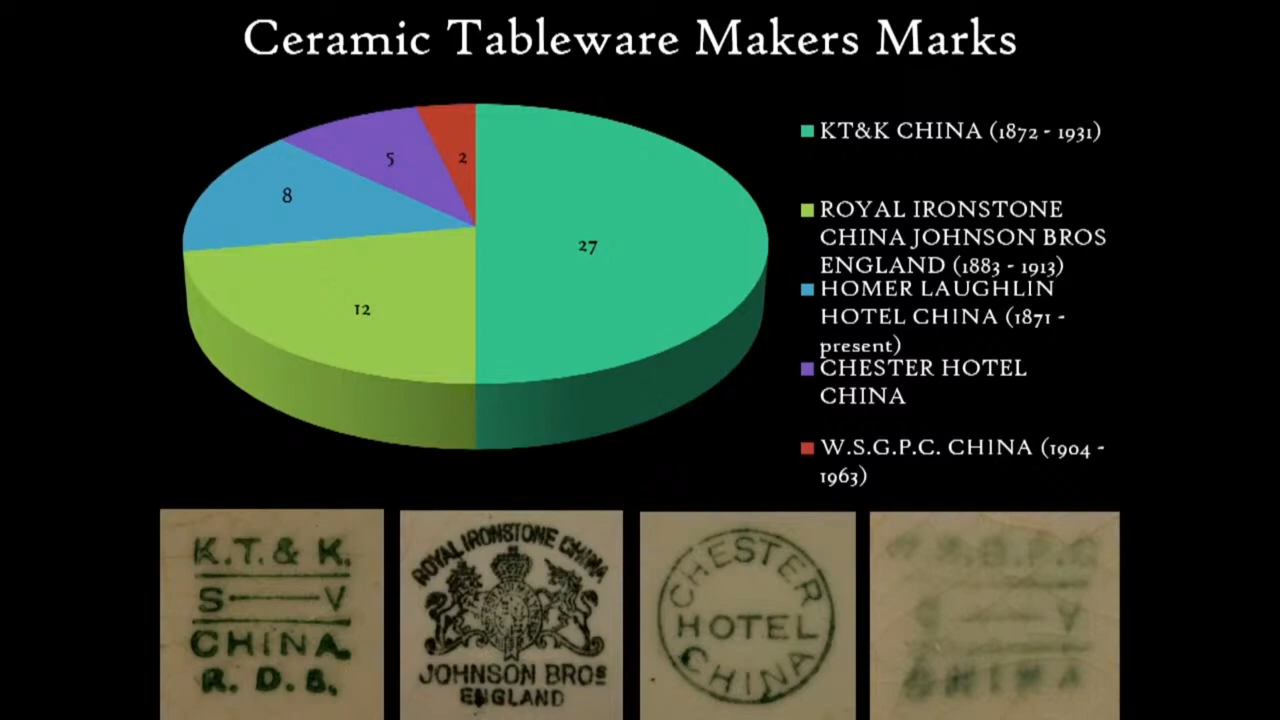 Ceramic Tableware Makers Marks
5
2
8
27
12
KT&K CHINA (1872 - 1931)
ROYAL IRONSTONE
CHINA JOHNSON BROS
ENGLAND (1883 - 1913)
HOMER LAUGHLIN
HOTEL CHINA (1871 -
present)
CHESTER HOTEL
CHINA
W.S.G.P.C. CHINA (1904 -
1963)
K.T. & K.
S V
CHINA
R. D. B.
ROYAL IRONSTONE CHINA
JOHNSON BROS
ENGLAND
CHESTER
HOTEL
CHINA
V
CHINA